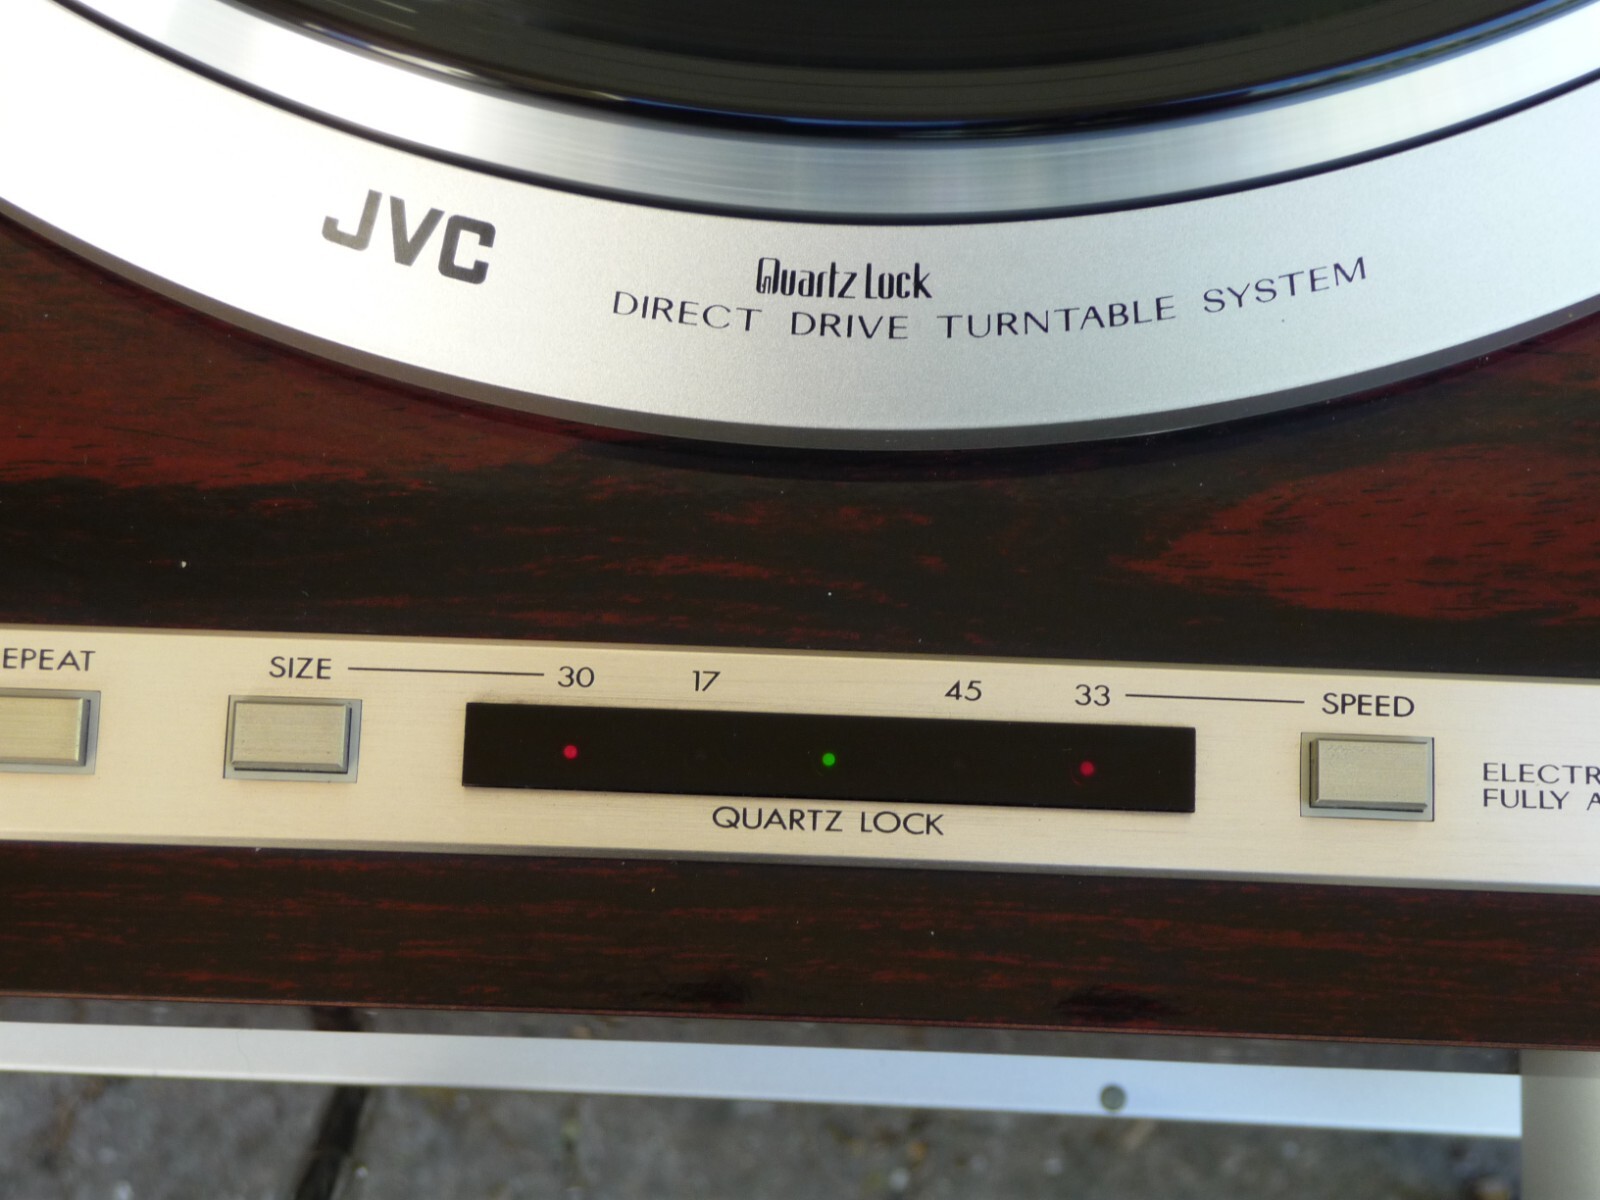 JVC
Quartz Lock
DIRECT DRIVE TURNTABLE SYSTEM
EPEAT
SIZE 30 17 45 33 SPEED
QUARTZ LOCK
ELECTR
FULLY A